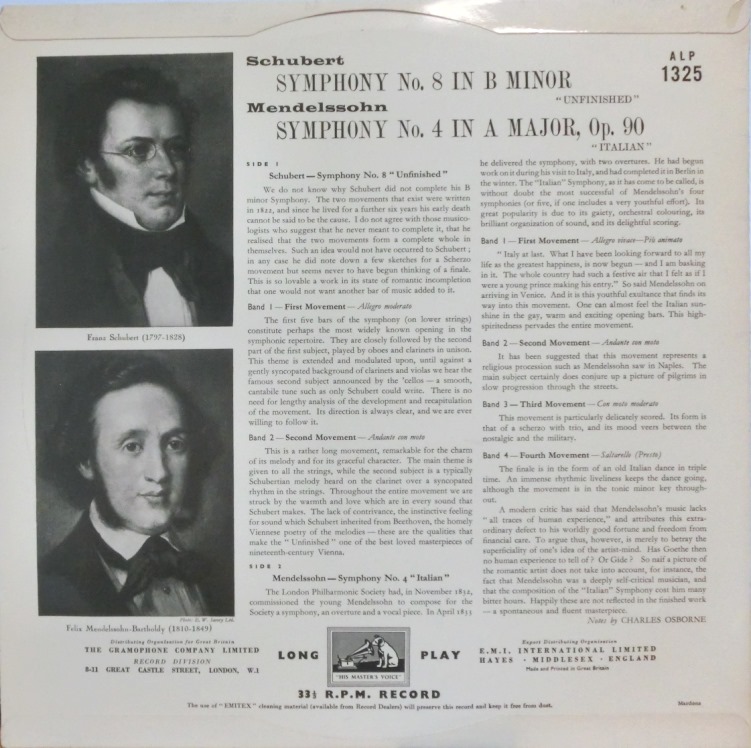 Schubert
SYMPHONY No. 8 IN B MINOR
"UNFINISHED"
Mendelssohn
SYMPHONY No. 4 IN A MAJOR, Op. 90
"ITALIAN"
ALP
1325
Franz Schubert (1797-1828)
Photo: E. W. Savory Ltd.
Felix Mendelssohn-Bartholdy (1810-1849)
SIDE 1
Schubert — Symphony No. 8 "Unfinished"
We do not know why Schubert did not complete his B
minor Symphony. The two movements that exist were written
in 1822, and since he lived for a further six years his early death
cannot be said to be the cause. I do not agree with those musico-
logists who suggest that he never meant to complete it, that he
realised that the two movements form a complete whole in
themselves. Such an idea would not have occurred to Schubert ;
in any case he did note down a few sketches for a Scherzo
movement but seems never to have begun thinking of a finale.
This is so lovable a work in its state of romantic incompletion
that one would not want another bar of music added to it.
Band 1 — First Movement — Allegro moderato
The first five bars of the symphony (on lower strings)
constitute perhaps the most widely known opening in the
symphonic repertoire. They are closely followed by the second
part of the first subject, played by oboes and clarinets in unison.
This theme is extended and modulated upon, until against a
gently syncopated background of clarinets and violas we hear the
famous second subject announced by the 'cellos — a smooth,
cantabile tune such as only Schubert could write. There is no
need for lengthy analysis of the development and recapitulation
of the movement. Its direction is always clear, and we are ever
willing to follow it.
Band 2 — Second Movement — Andante con moto
This is a rather long movement, remarkable for the charm
of its melody and for its graceful character. The main theme is
given to all the strings, while the second subject is a typically
Schubertian melody heard on the clarinet over a syncopated
rhythm in the strings. Throughout the entire movement we are
struck by the warmth and love which are in every sound that
Schubert makes. The lack of contrivance, the instinctive feeling
for sound which Schubert inherited from Beethoven, the homely
Viennese poetry of the melodies — these are the qualities that
make the "Unfinished" one of the best loved masterpieces of
nineteenth-century Vienna.
SIDE 2
Mendelssohn — Symphony No. 4 "Italian"
The London Philharmonic Society had, in November 1832,
commissioned the young Mendelssohn to compose for the
Society a symphony, an overture and a vocal piece. In April 1833
he delivered the symphony, with two overtures. He had begun
work on it during his visit to Italy, and had completed it in Berlin in
the winter. The "Italian" Symphony, as it has come to be called, is
without doubt the most successful of Mendelssohn's four
symphonies (or five, if one includes a very youthful effort). Its
great popularity is due to its gaiety, orchestral colouring, its
brilliant organization of sound, and its delightful scoring.
Band 1 — First Movement — Allegro vivace—Più animato
"Italy at last. What I have been looking forward to all my
life as the greatest happiness, is now begun — and I am basking
in it. The whole country had such a festive air that I felt as if I
were a young prince making his entry." So said Mendelssohn on
arriving in Venice. And it is this youthful exultation that finds its
way into this movement. One can almost feel the Italian sun-
shine in the gay, warm and exciting opening bars. This high-
spiritedness pervades the entire movement.
Band 2 — Second Movement — Andante con moto
It has been suggested that this movement represents a
religious procession such as Mendelssohn saw in Naples. The
main subject certainly does conjure up a picture of pilgrims in
slow progression through the streets.
Band 3 — Third Movement — Con moto moderato
This movement is particularly delicately scored. Its form is
that of a scherzo with trio, and its mood veers between the
nostalgic and the military.
Band 4 — Fourth Movement — Saltarello (Presto)
The finale is in the form of an old Italian dance in triple
time. An immense rhythmic liveliness keeps the dance going,
although the movement is in the tonic minor key through-
out.
A modern critic has said that Mendelssohn's music lacks
"all traces of human experience," and attributes this extra-
ordinary defect to his worldly good fortune and freedom from
financial care. To argue thus, however, is merely to betray the
superficiality of one's idea of the artist-mind. Has Goethe then
no human experience to tell of ? Or Gide ? So naif a picture of
the romantic artist does not take into account, for instance, the
fact that Mendelssohn was a deeply self-critical musician, and
that the composition of the "Italian" Symphony cost him many
bitter hours. Happily these are not reflected in the finished work
— a spontaneous and fluent masterpiece.
Notes by CHARLES OSBORNE
Distributing Organisation for Great Britain
THE GRAMOPHONE COMPANY LIMITED
RECORD DIVISION
8-11 GREAT CASTLE STREET, LONDON, W.1
LONG PLAY
"HIS MASTER'S VOICE"
33⅓ R.P.M. RECORD
Export Distributing Organisation
E.M.I. INTERNATIONAL LIMITED
HAYES · MIDDLESEX · ENGLAND
Made and Printed in Great Britain
The use of "EMITEX" cleaning material (available from Record Dealers) will preserve this record and keep it free from dust.